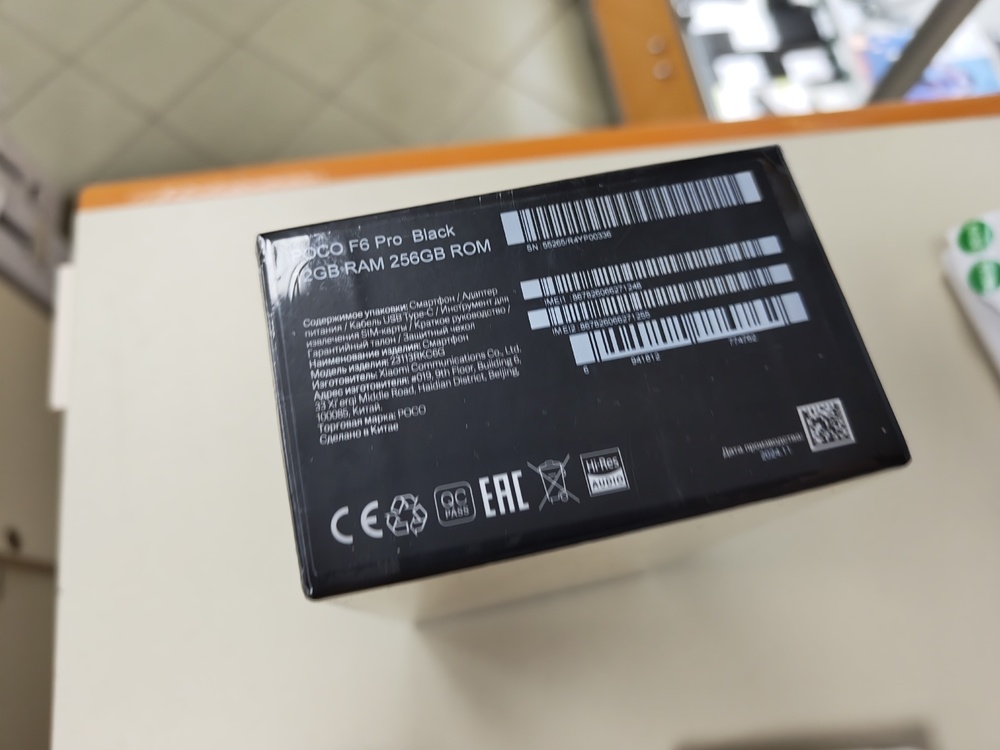 POCO F6 Pro Black
2GB RAM 256GB ROM
SN: 55265/R4YP00336
Содержимое упаковки: Смартфон / Адаптер
питания / Кабель USB Type-C / Инструмент для
извлечения SIM-карты / Краткое руководство /
Гарантийный талон / Защитный чехол
Наименование изделия: Смартфон
Модель изделия: 23113RKC6G
Изготовитель: Xiaomi Communications Co., Ltd.
Адрес изготовителя: #019, 9th Floor, Building 6,
33 Xi'erqi Middle Road, Haidian District, Beijing,
100085, Китай.
Торговая марка: POCO
Сделано в Китае
IMEI1
IMEI2
6 941812 774762
Дата производства:
2024.11
CE
QC
PASS
EAC
Hi-Res
AUDIO